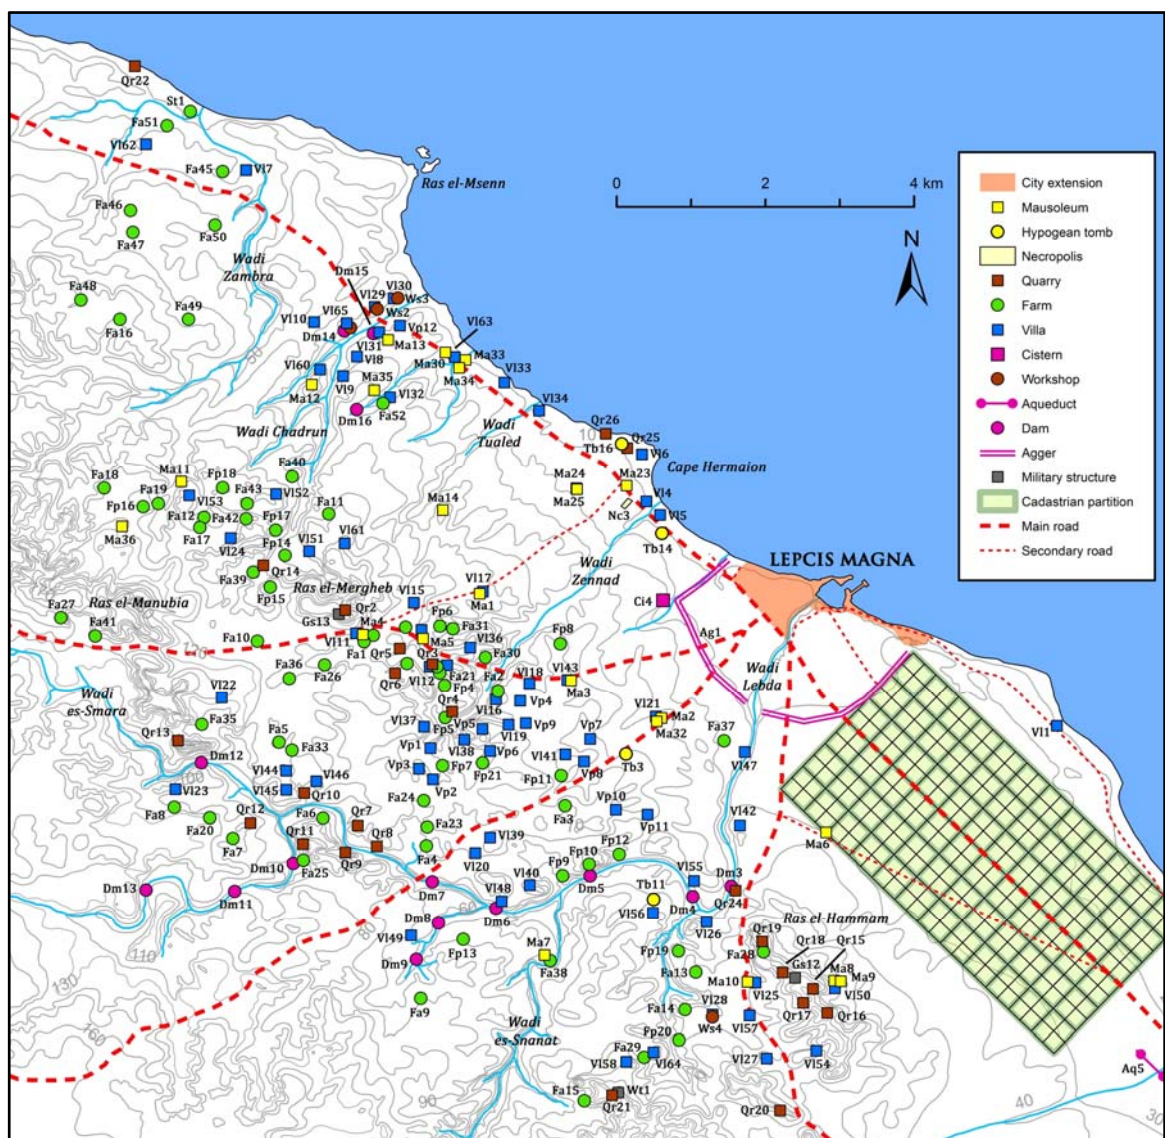 Qr22
St1
Fa51
Vl62
Fa45
Vl7
Ras el-Msenn
0 2 4 km
N
Fa46
Fa47
Fa50
Wadi
Zambra
Dm15
Fa48
Fa49
Fa16
Vl30
Vl29
Ws3
Vl65
Ws2
Vl10
Vp12
Dm14
Vl31
Ma13
Vl63
Vl8
Ma30
Ma33
Vl60
Ma34
Vl33
Vl9
Ma35
Ma12
Vl32
Dm16
Fa52
Vl34
Wadi Chadrun
Wadi
Tualed
Qr26
10
Qr25
Tb16
Vl6
Cape Hermaion
Ma11
Fp18
Fa40
Fa18
Ma24
Ma23
Fa19
Fa43
Vl52
Ma25
Vl4
Fp16
Vl53
Fa11
Ma14
Nc3
Vl5
Fa12
Fa42
Fp17
Ma36
Fa17
Vl24
Fp14
Vl51
Vl61
Tb14
Wadi
Zennad
LEPCIS MAGNA
Fa39
Qr14
Fp15
Ras el-Mergheb
Vl15
Vl17
Ma1
Ci4
Fa27
Ras el-Manubia
Qr2
Gs13
Ma4
Fp6
Fa31
Ag1
Fa41
Fa10
Vl11
Fa1
Ma5
Vl36
Fp8
120
Qr5
Qr3
Fa30
Wadi
Lebda
Fa36
Fa26
Qr6
Vl12
Fa21
Fa2
Vl18
Vl43
Ma3
Fp4
Wadi
es-Smara
Vl22
Qr4
Vl16
Vp4
Vl21
Ma2
Vl1
Fa35
Vl37
Fp5
Vp5
Vl19
Vp9
Ma32
Fa37
Qr13
Fa5
Vp1
Vl38
Vp6
Vp7
Fa33
Vl41
Tb3
Vl47
Dm12
Vp3
Fp7
Fp21
Vp8
100
Vl44
Vl46
Vp2
Fp11
Vl23
Vl45
Qr10
Fa24
Vp10
Fa8
Qr12
Fa6
Qr7
Fa3
Vp11
Vl42
Fa20
Fa23
10
Ma6
Fa7
Qr11
Qr8
Vl39
Fp12
Qr9
Fa4
Vl20
Fp10
Dm10
Fa25
Fp9
Vl55
Dm3
Dm13
Dm7
Vl40
Dm5
Tb11
Dm11
Vl48
Dm4
Qr24
60
Dm6
Vl56
Ras el Hammam
Dm8
Vl26
Qr19
Vl49
Fp13
Ma7
Fp19
Qr18
Qr15
110
Dm9
Fa28
Gs12
Ma8
Fa38
Fa13
Ma9
130
Ma10
Vl25
Vl50
Fa9
Fa14
Vl28
Qr17
Qr16
Ws4
Vl57
160
Wadi
es-Snanat
Fp20
Fa29
Vl27
Vl54
Vl58
Vl64
Aq5
Fa15
Wt1
90
Qr21
Qr20
40
30
City extension
Mausoleum
Hypogean tomb
Necropolis
Quarry
Farm
Villa
Cistern
Workshop
Aqueduct
Dam
Agger
Military structure
Cadastrian partition
Main road
Secondary road